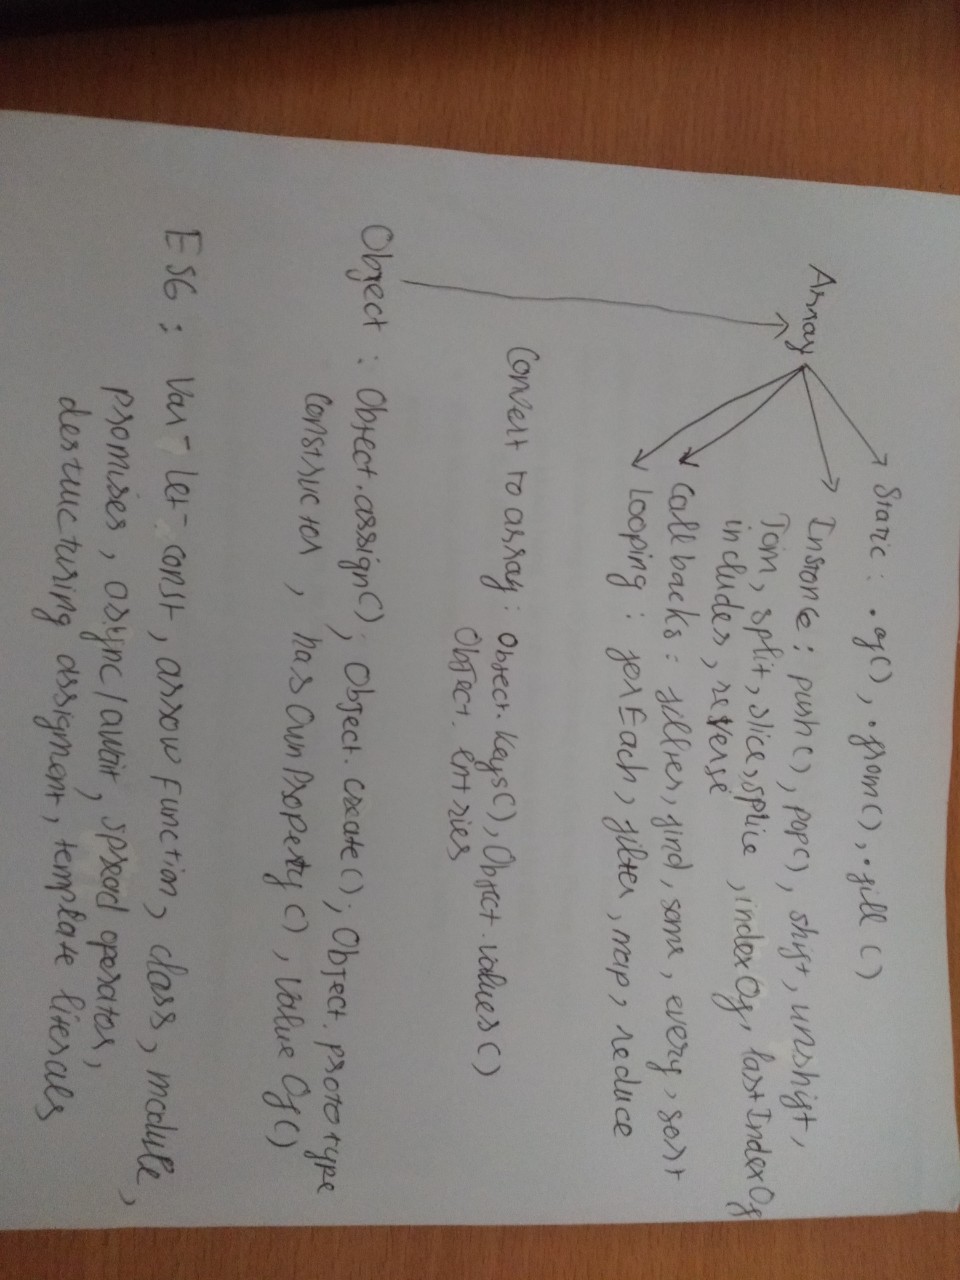 Array
Static : .of(), .from(), .fill()
Instance : push(), pop(), shift, unshift,
Join, split, slice, splice, indexOf, lastIndexOf
includes, reverse
Callbacks : filter, find, some, every, sort
Looping : forEach, filter, map, reduce
Convert to array : Object.keys(), Object.values()
Object.entries
Object : Object.assign(), Object.create(), Object.prototype
constructor, hasOwnProperty(), valueOf()
ES6 : Var - let - const, arrow function, class, module,
promises, async/await, spread operator,
destructuring assigment, template literals